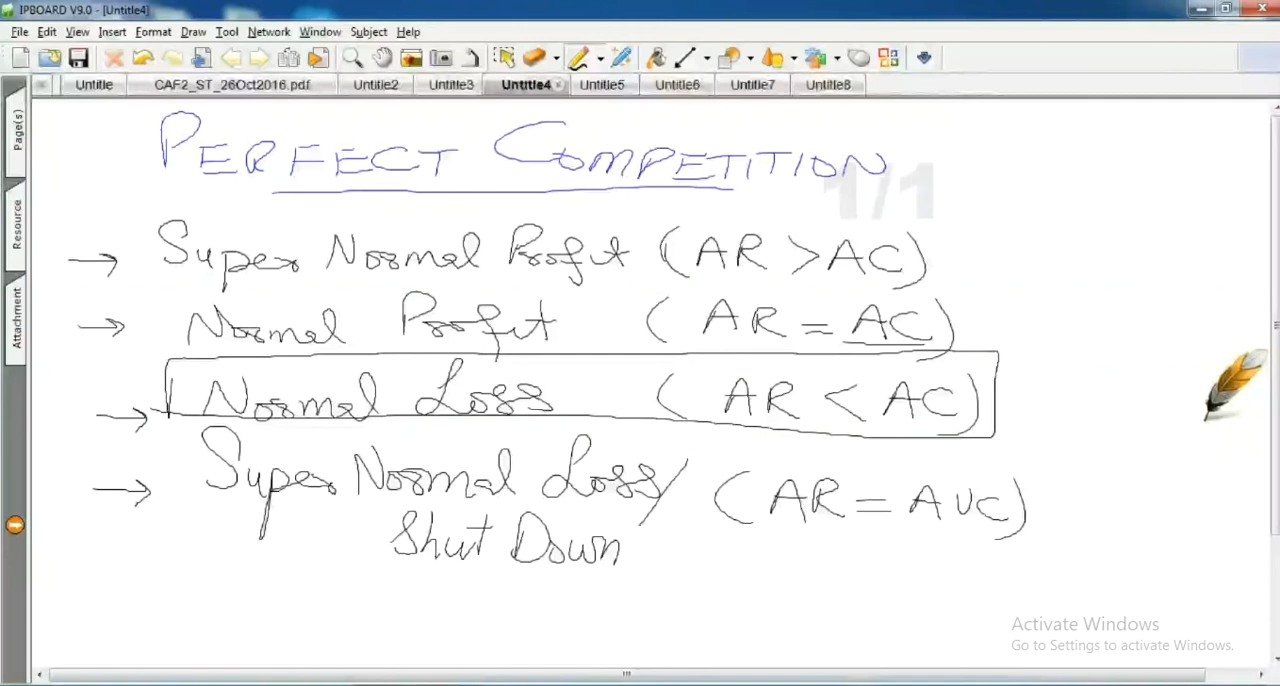 IPBOARD V9.0 - [Untitle4]
File Edit View Insert Format Draw Tool Network Window Subject Help
Untitle CAF2_ST_26Oct2016.pdf Untitle2 Untitle3 Untitle4 Untitle5 Untitle6 Untitle7 Untitle8
Page(s)
Resource
Attachment
PERFECT COMPETITION
1/1
→ Super Normal Profit (AR > AC)
→ Normal Profit (AR = AC)
→ Normal Loss (AR < AC)
→ Super Normal Loss/ (AR = AVC)
Shut Down
Activate Windows
Go to Settings to activate Windows.